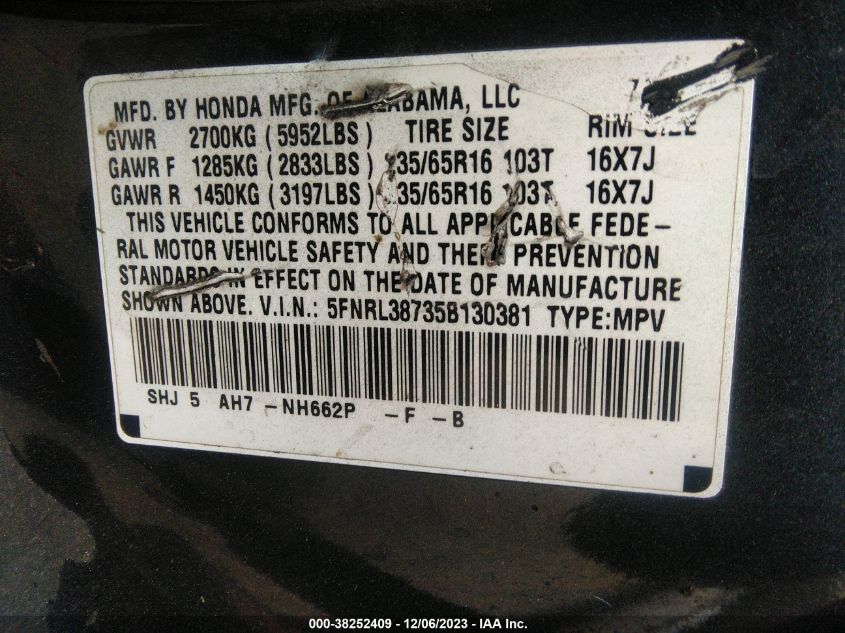 MFD. BY HONDA MFG. OF ALABAMA, LLC
GVWR 2700KG (5952LBS) TIRE SIZE RIM SIZE
GAWR F 1285KG (2833LBS) 235/65R16 103T 16X7J
GAWR R 1450KG (3197LBS) 235/65R16 103T 16X7J
THIS VEHICLE CONFORMS TO ALL APPLICABLE FEDE-
RAL MOTOR VEHICLE SAFETY AND THEFT PREVENTION
STANDARDS IN EFFECT ON THE DATE OF MANUFACTURE
SHOWN ABOVE. V.I.N.: 5FNRL38735B130381 TYPE:MPV
SHJ 5 AH7 -NH662P -F -B
000-38252409 - 12/06/2023 - IAA Inc.